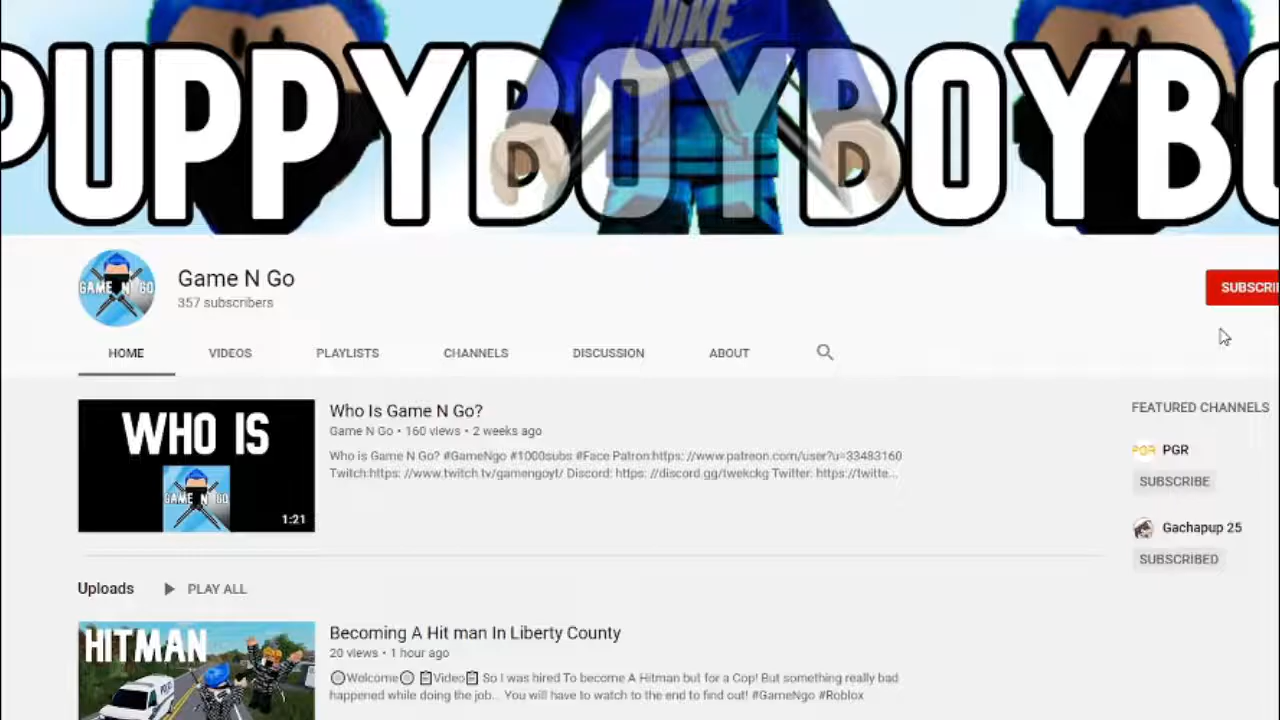 NIKE
PUPPYBOYBOYBO
GAME N GO
Game N Go
357 subscribers
SUBSCRI
HOME
VIDEOS
PLAYLISTS
CHANNELS
DISCUSSION
ABOUT
WHO IS
GAME N GO
1:21
Who Is Game N Go?
Game N Go • 160 views • 2 weeks ago
Who is Game N Go? #GameNgo #1000subs #Face Patron:https: //www.patreon.com/user?u=33483160
Twitch:https: //www.twitch.tv/gamengoyt/ Discord: https: //discord.gg/twekckg Twitter: https://twitte...
FEATURED CHANNELS
PGR
PGR
SUBSCRIBE
Gachapup 25
SUBSCRIBED
Uploads
PLAY ALL
HITMAN
Becoming A Hit man In Liberty County
20 views • 1 hour ago
Welcome Video So I was hired To become A Hitman but for a Cop! But something really bad
happened while doing the job... You will have to watch to the end to find out! #GameNgo #Roblox